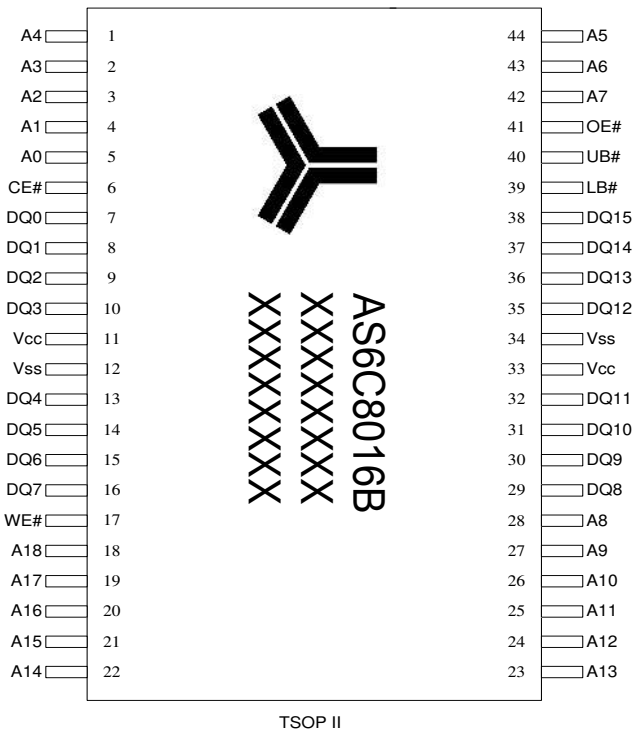 A4 1 44 A5
A3 2 43 A6
A2 3 42 A7
A1 4 41 OE#
A0 5 40 UB#
CE# 6 39 LB#
DQ0 7 38 DQ15
DQ1 8 37 DQ14
DQ2 9 36 DQ13
DQ3 10 35 DQ12
Vcc 11 34 Vss
Vss 12 33 Vcc
DQ4 13 32 DQ11
DQ5 14 31 DQ10
DQ6 15 30 DQ9
DQ7 16 29 DQ8
WE# 17 28 A8
A18 18 27 A9
A17 19 26 A10
A16 20 25 A11
A15 21 24 A12
A14 22 23 A13
AS6C8016B
XXXXXXXX
XXXXXXXX
TSOP II